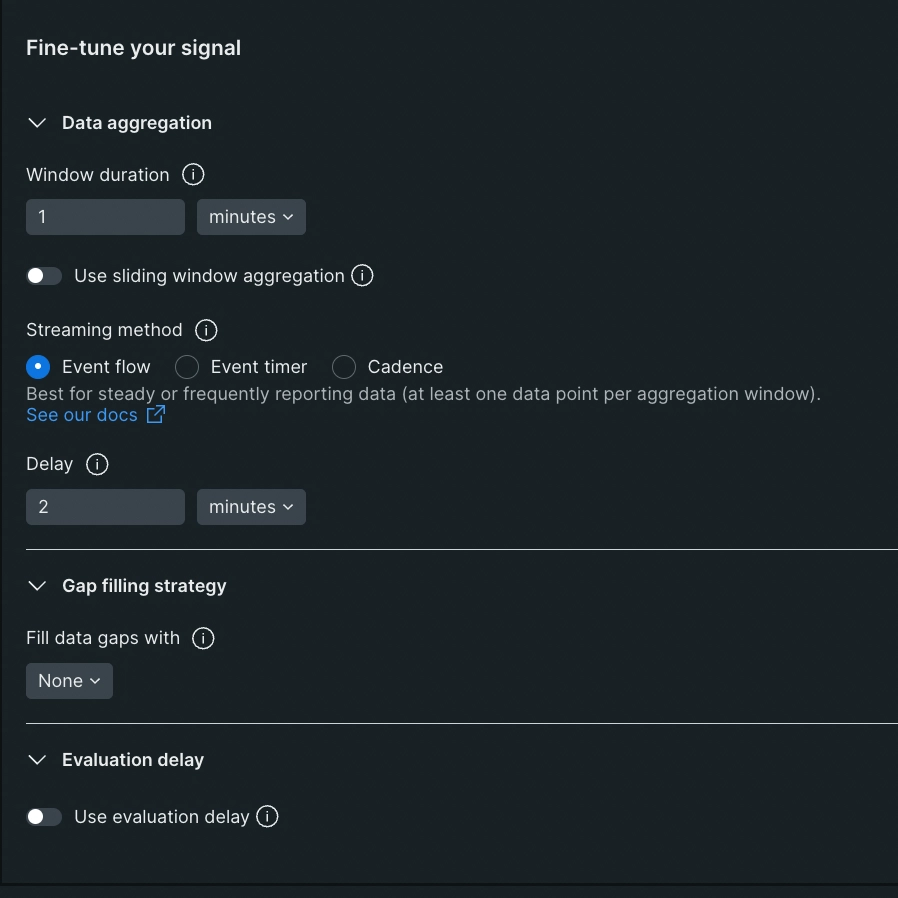 Fine-tune your signal
Data aggregation
Window duration
1 minutes
Use sliding window aggregation
Streaming method
Event flow Event timer Cadence
Best for steady or frequently reporting data (at least one data point per aggregation window).
See our docs
Delay
2 minutes
Gap filling strategy
Fill data gaps with
None
Evaluation delay
Use evaluation delay